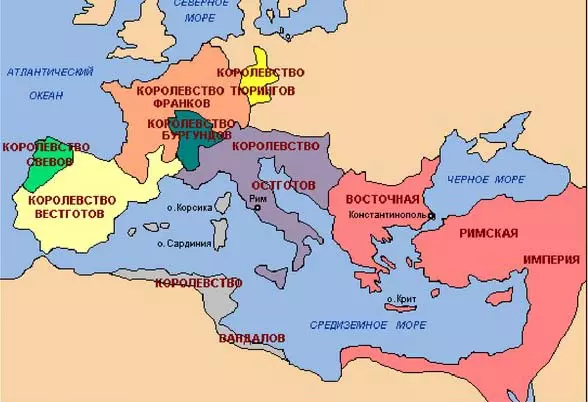 СЕВЕРНОЕ
МОРЕ
АТЛАНТИЧЕСКИЙ
ОКЕАН
КОРОЛЕВСТВО
ТЮРИНГОВ
КОРОЛЕВСТВО
ФРАНКОВ
КОРОЛЕВСТВО
БУРГУНДОВ
КОРОЛЕВСТВО
СВЕВОВ
КОРОЛЕВСТВО
ОСТГОТОВ
КОРОЛЕВСТВО
ВЕСТГОТОВ
ЧЕРНОЕ МОРЕ
Рим
о.Корсика
ВОСТОЧНАЯ
Константинополь
РИМСКАЯ
ИМПЕРИЯ
о.Сардиния
КОРОЛЕВСТВО
ВАНДАЛОВ
о.Крит
СРЕДИЗЕМНОЕ МОРЕ